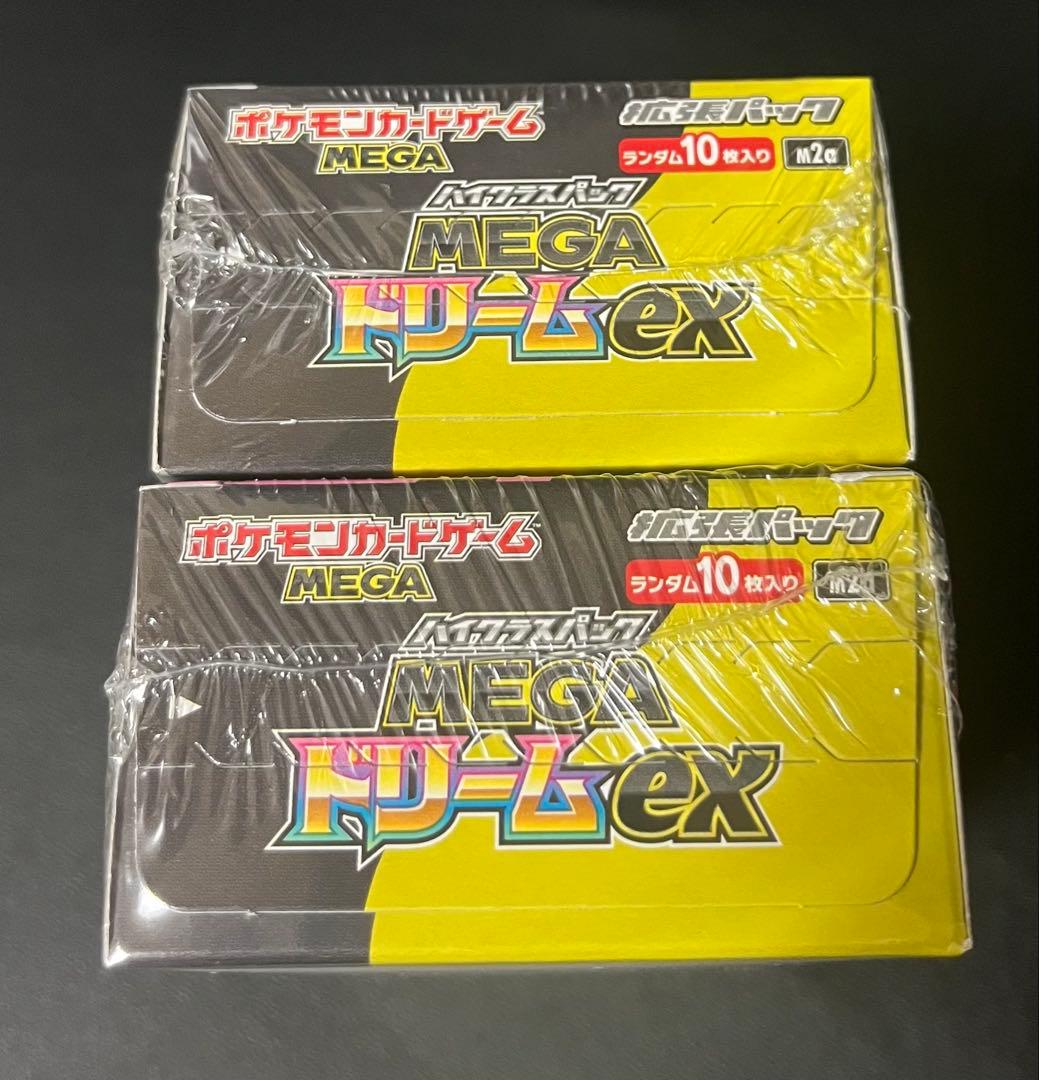 ポケモンカードゲーム
MEGA
拡張パック
ランダム10枚入り M2a
ハイクラスパック
MEGA
ドリームex
ポケモンカードゲーム™
MEGA
拡張パック
ランダム10枚入り M2a
ハイクラスパック
MEGA
ドリームex